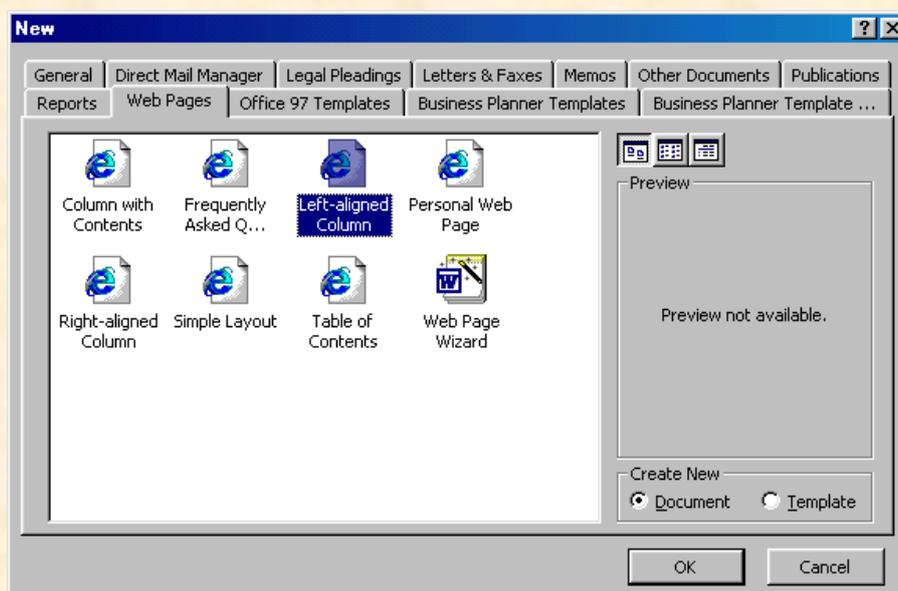 New
General Direct Mail Manager Legal Pleadings Letters & Faxes Memos Other Documents Publications
Reports Web Pages Office 97 Templates Business Planner Templates Business Planner Template ...
Column with Contents
Frequently Asked Q...
Left-aligned Column
Personal Web Page
Right-aligned Column
Simple Layout
Table of Contents
Web Page Wizard
Preview
Preview not available.
Create New
Document Template
OK Cancel